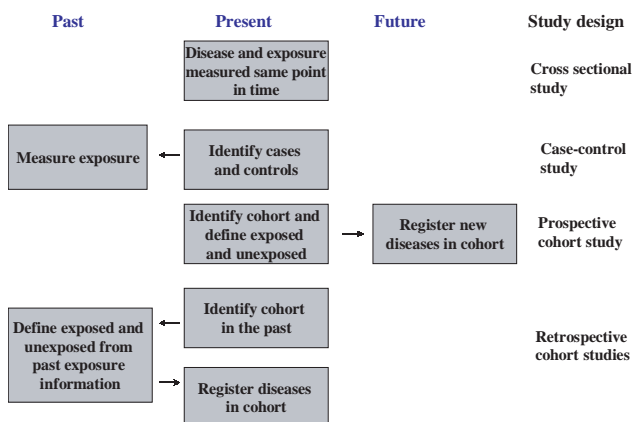 Past Present Future Study design
Disease and exposure
measured same point
in time
Cross sectional
study
Measure exposure
Identify cases
and controls
Case-control
study
Identify cohort and
define exposed
and unexposed
Register new
diseases in cohort
Prospective
cohort study
Define exposed and
unexposed from
past exposure
information
Identify cohort
in the past
Register diseases
in cohort
Retrospective
cohort studies